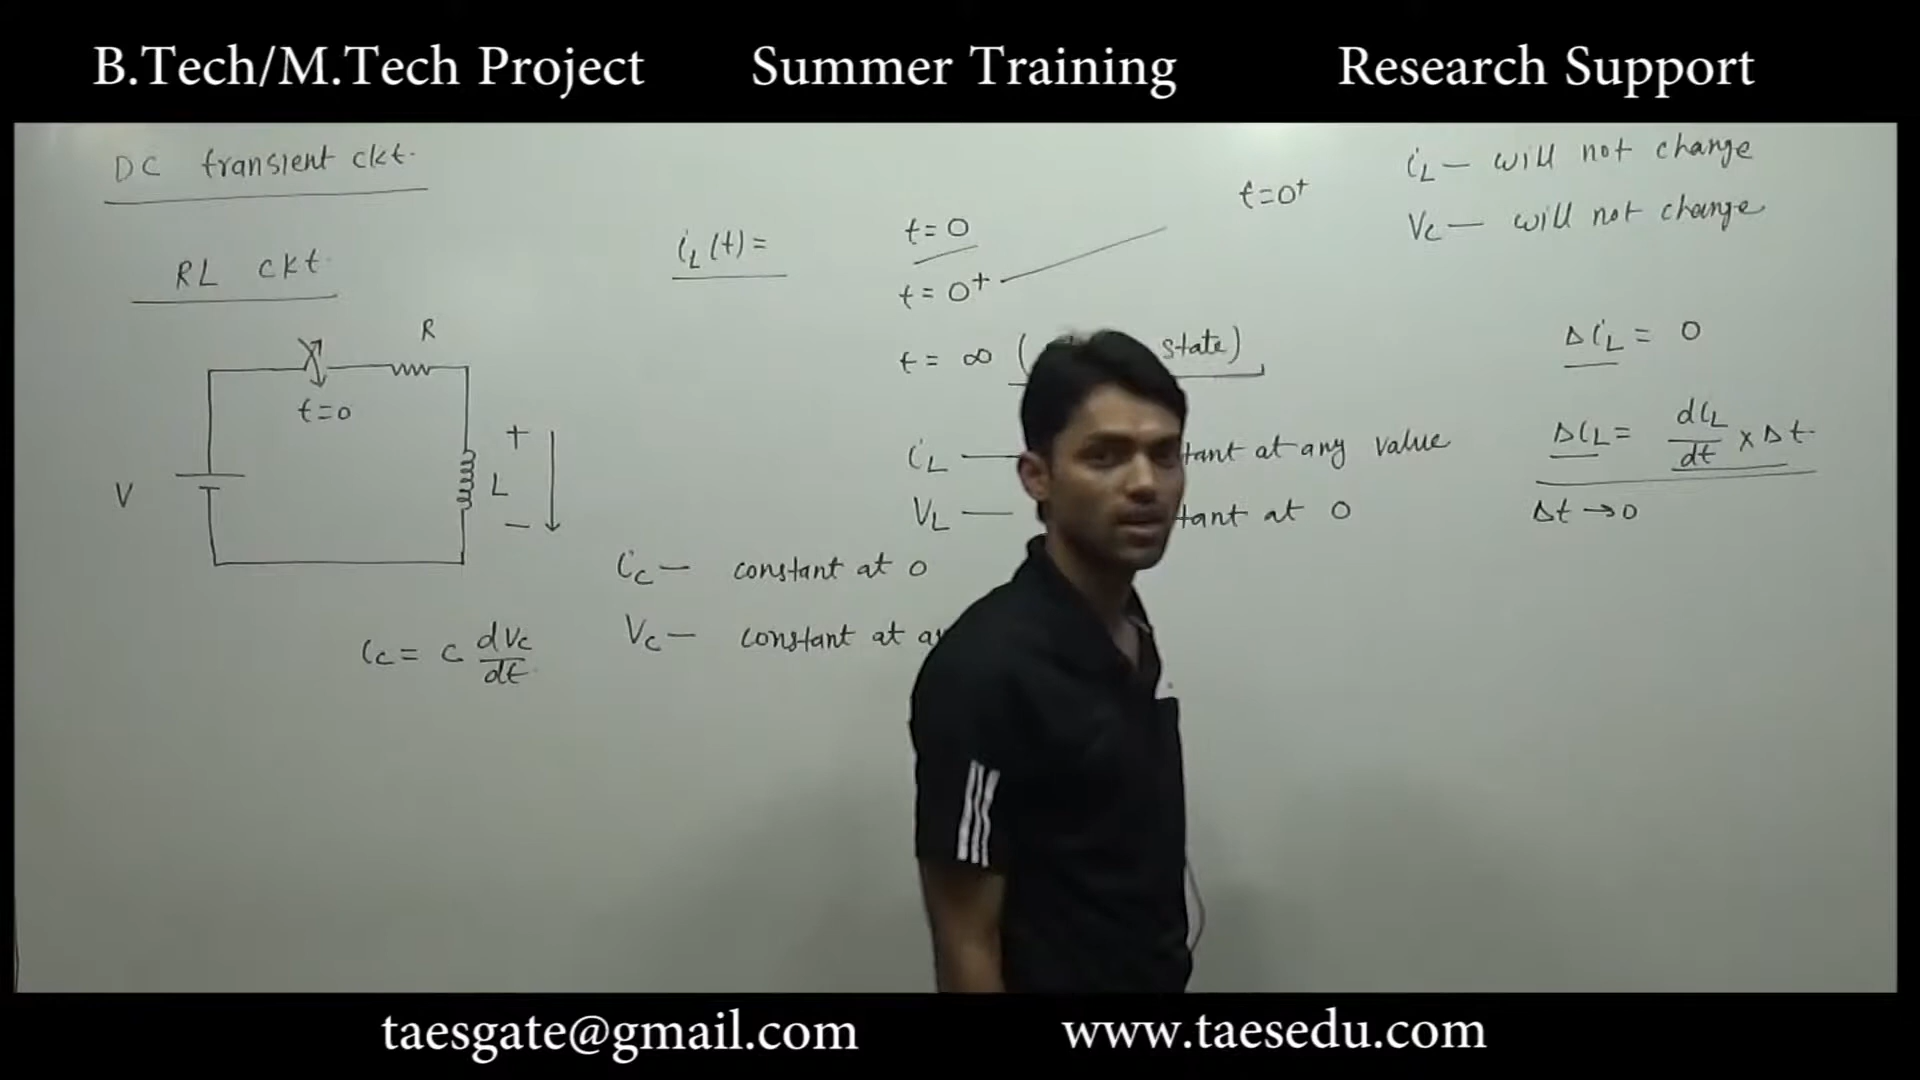 B.Tech/M.Tech Project Summer Training Research Support
DC transient ckt.
RL ckt.
R
t=0
V
+
L
−
iL(t)=
t=0
t=0+
t=∞ ( state)
t=0+
iL — will not change
Vc — will not change
ΔiL = 0
ΔiL = diL/dt × Δt
Δt→0
iL — tant at any value
VL — tant at 0
ic — constant at 0
Vc — constant at
ic = c dVc/dt
taesgate@gmail.com www.taesedu.com